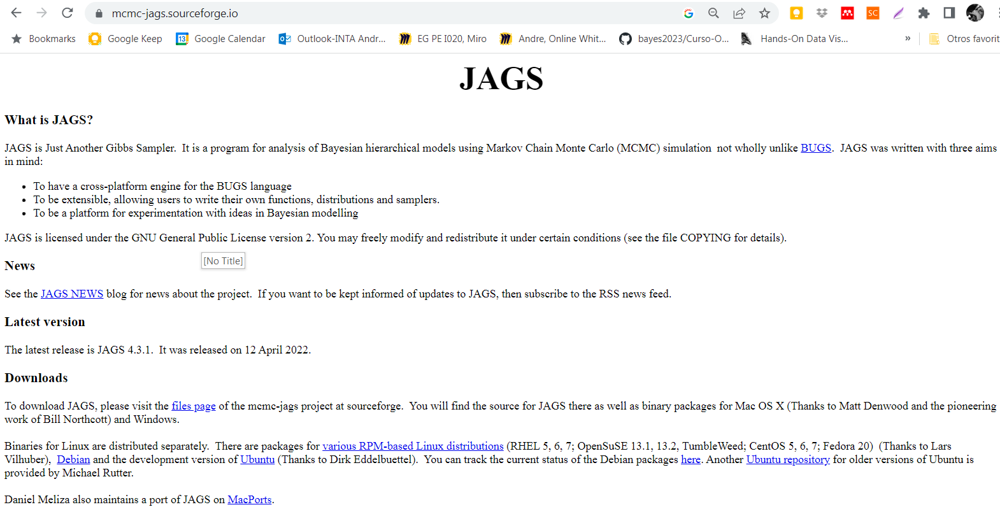 mcmc-jags.sourceforge.io
SC
Bookmarks
Google Keep
13
Google Calendar
Outlook-INTA Andr...
EG PE I020, Miro
Andre, Online Whit...
bayes2023/Curso-O...
Hands-On Data Vis...
»
Otros favorit
JAGS
What is JAGS?
JAGS is Just Another Gibbs Sampler.  It is a program for analysis of Bayesian hierarchical models using Markov Chain Monte Carlo (MCMC) simulation  not wholly unlike BUGS.  JAGS was written with three aims
in mind:
• To have a cross-platform engine for the BUGS language
• To be extensible, allowing users to write their own functions, distributions and samplers.
• To be a platform for experimentation with ideas in Bayesian modelling
JAGS is licensed under the GNU General Public License version 2. You may freely modify and redistribute it under certain conditions (see the file COPYING for details).
[No Title]
News
See the JAGS NEWS blog for news about the project.  If you want to be kept informed of updates to JAGS, then subscribe to the RSS news feed.
Latest version
The latest release is JAGS 4.3.1.  It was released on 12 April 2022.
Downloads
To download JAGS, please visit the files page of the mcmc-jags project at sourceforge.  You will find the source for JAGS there as well as binary packages for Mac OS X (Thanks to Matt Denwood and the pioneering
work of Bill Northcott) and Windows.
Binaries for Linux are distributed separately.  There are packages for various RPM-based Linux distributions (RHEL 5, 6, 7; OpenSuSE 13.1, 13.2, TumbleWeed; CentOS 5, 6, 7; Fedora 20)  (Thanks to Lars
Vilhuber),  Debian and the development version of Ubuntu (Thanks to Dirk Eddelbuettel).  You can track the current status of the Debian packages here. Another Ubuntu repository for older versions of Ubuntu is
provided by Michael Rutter.
Daniel Meliza also maintains a port of JAGS on MacPorts.